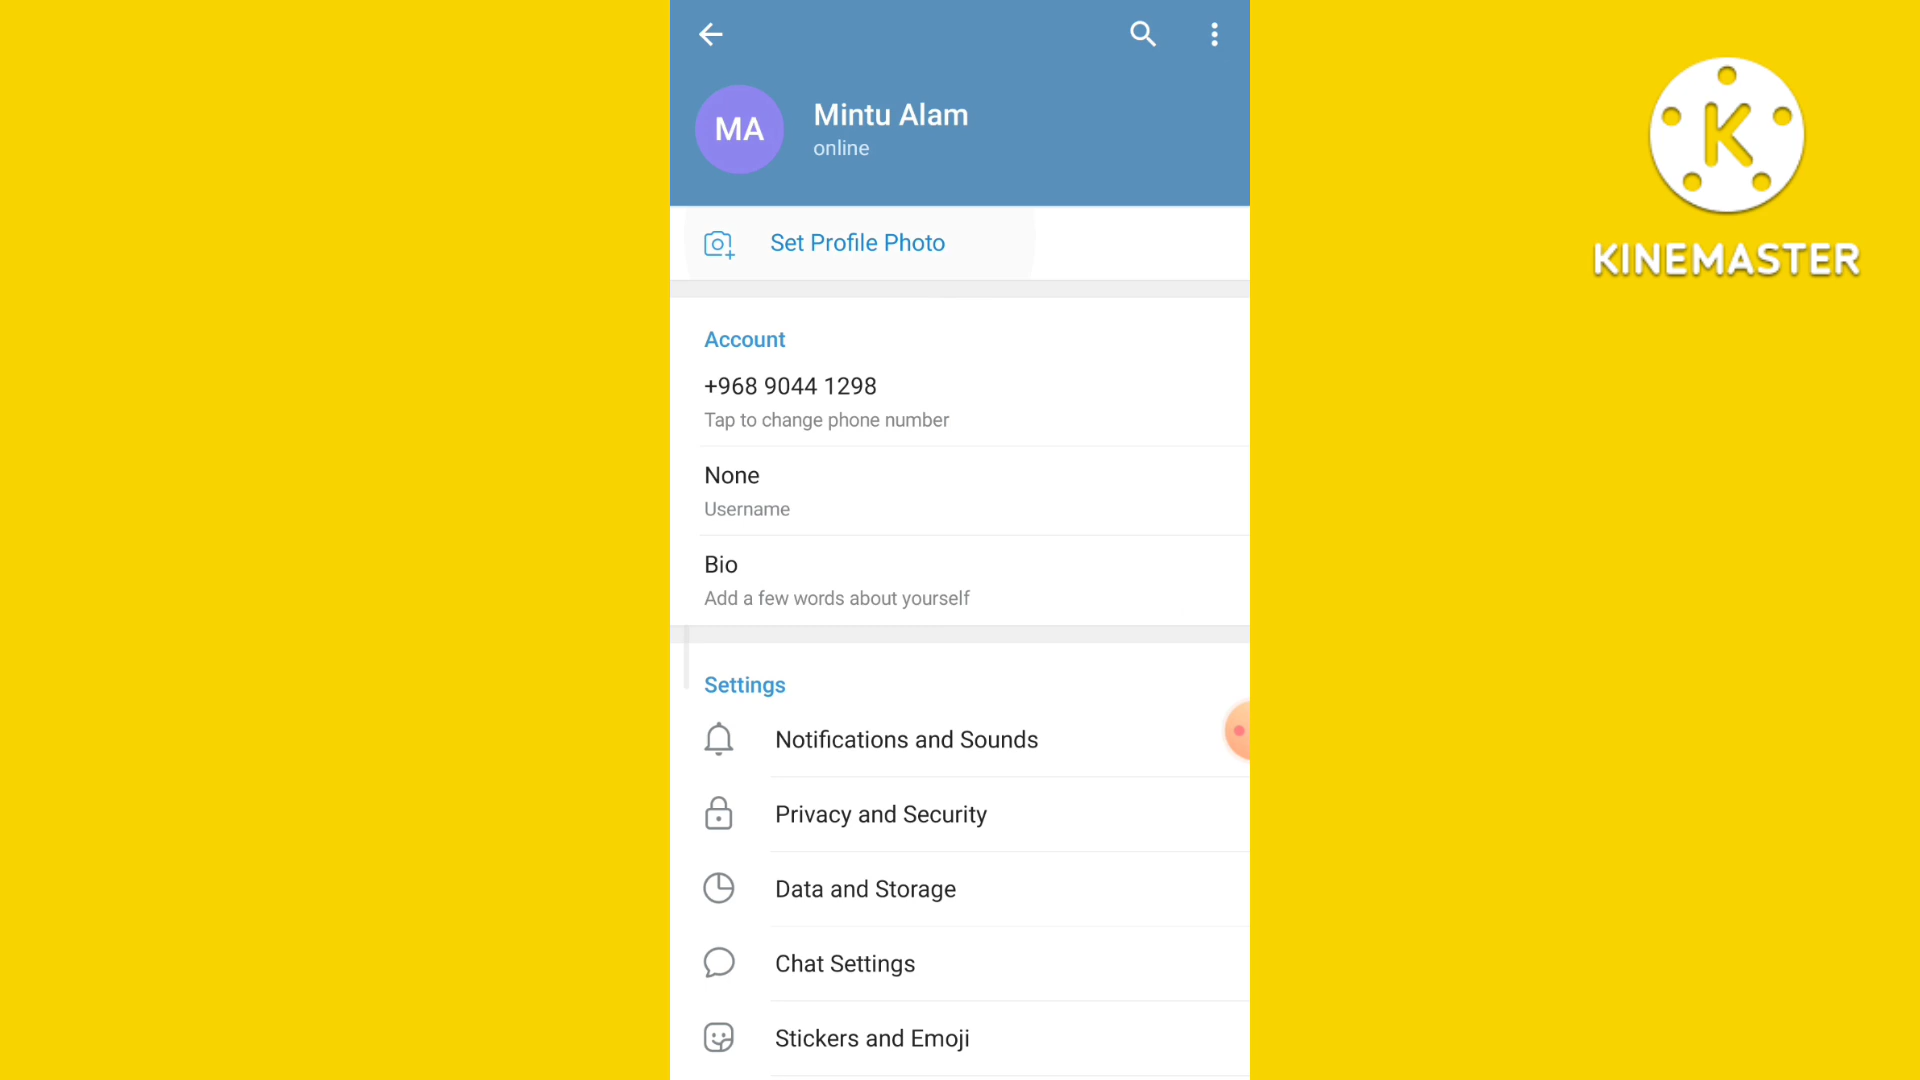 MA
Mintu Alam
online
Set Profile Photo
Account
+968 9044 1298
Tap to change phone number
None
Username
Bio
Add a few words about yourself
Settings
Notifications and Sounds
Privacy and Security
Data and Storage
Chat Settings
Stickers and Emoji
K
KINEMASTER